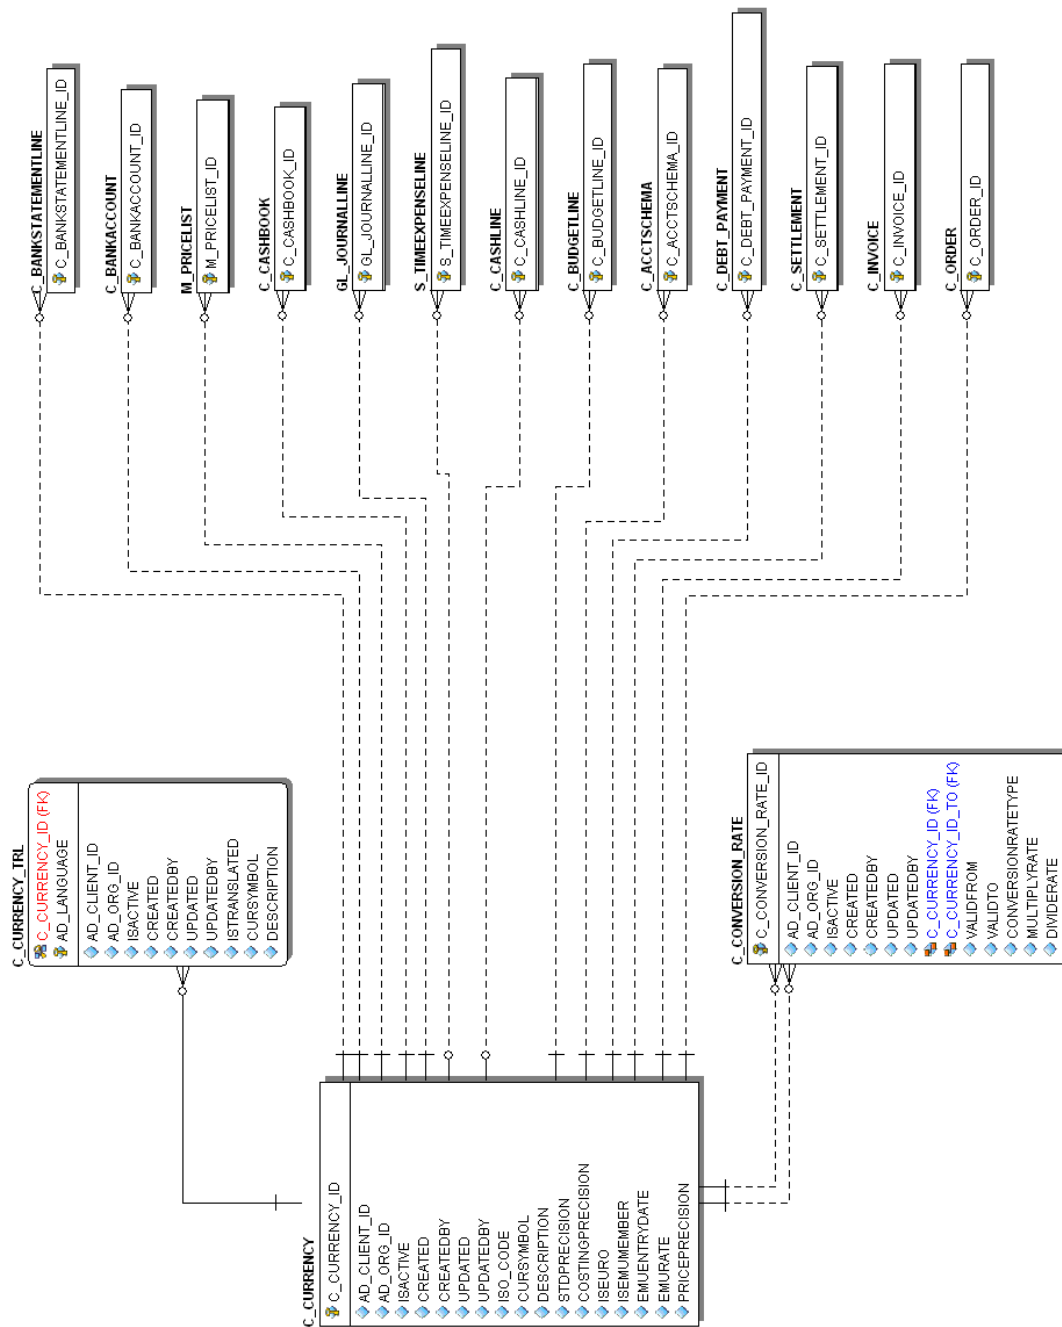 C_CURRENCY
C_CURRENCY_ID
AD_CLIENT_ID
AD_ORG_ID
ISACTIVE
CREATED
CREATEDBY
UPDATED
UPDATEDBY
ISO_CODE
CURSYMBOL
DESCRIPTION
STDPRECISION
COSTINGPRECISION
ISEURO
ISEMUMEMBER
EMUENTRYDATE
EMURATE
PRICEPRECISION
C_CURRENCY_TRL
C_CURRENCY_ID (FK)
AD_LANGUAGE
AD_CLIENT_ID
AD_ORG_ID
ISACTIVE
CREATED
CREATEDBY
UPDATED
UPDATEDBY
ISTRANSLATED
CURSYMBOL
DESCRIPTION
C_CONVERSION_RATE
C_CONVERSION_RATE_ID
AD_CLIENT_ID
AD_ORG_ID
ISACTIVE
CREATED
CREATEDBY
UPDATED
UPDATEDBY
C_CURRENCY_ID (FK)
C_CURRENCY_ID_TO (FK)
VALIDFROM
VALIDTO
CONVERSIONRATETYPE
MULTIPLYRATE
DIVIDERATE
C_BANKSTATEMENTLINE
C_BANKSTATEMENTLINE_ID
C_BANKACCOUNT
C_BANKACCOUNT_ID
M_PRICELIST
M_PRICELIST_ID
C_CASHBOOK
C_CASHBOOK_ID
GL_JOURNALLINE
GL_JOURNALLINE_ID
S_TIMEEXPENSELINE
S_TIMEEXPENSELINE_ID
C_CASHLINE
C_CASHLINE_ID
C_BUDGETLINE
C_BUDGETLINE_ID
C_ACCTSCHEMA
C_ACCTSCHEMA_ID
C_DEBT_PAYMENT
C_DEBT_PAYMENT_ID
C_SETTLEMENT
C_SETTLEMENT_ID
C_INVOICE
C_INVOICE_ID
C_ORDER
C_ORDER_ID